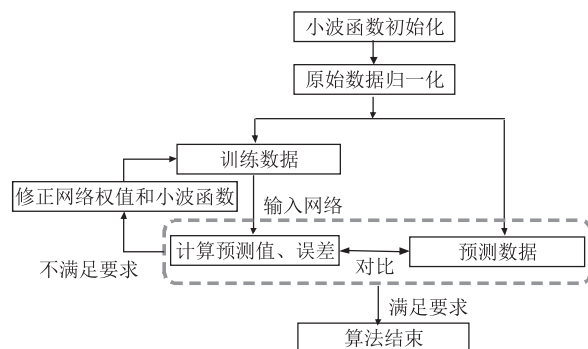 小波函数初始化
原始数据归一化
训练数据
修正网络权值和小波函数
输入网络
计算预测值、误差
对比
预测数据
不满足要求
满足要求
算法结束